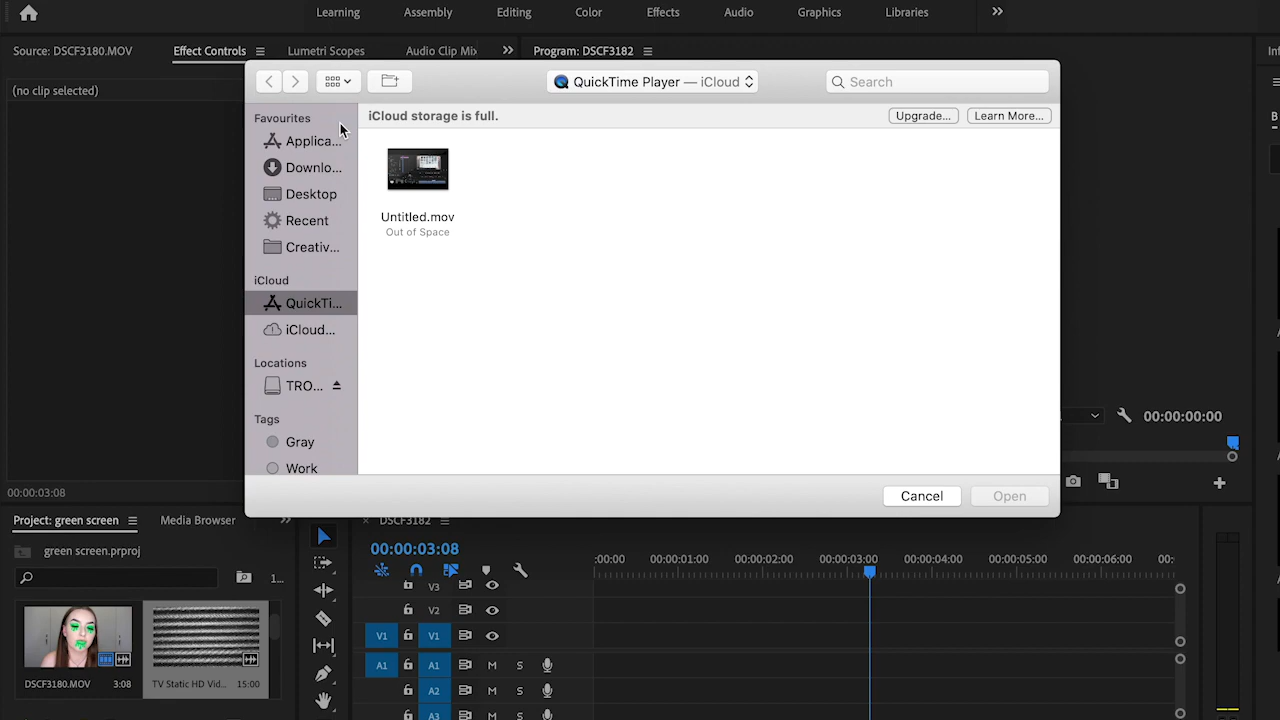 Learning Assembly Editing Color Effects Audio Graphics Libraries
Source: DSCF3180.MOV Effect Controls Lumetri Scopes Audio Clip Mix Program: DSCF3182
(no clip selected)
QuickTime Player — iCloud
Search
Favourites
iCloud storage is full.
Upgrade...
Learn More...
Applica...
Downlo...
Desktop
Recent
Creativ...
Untitled.mov
Out of Space
iCloud
QuickTi...
iCloud...
Locations
TRO...
Tags
Gray
Work
Cancel
Open
00:00:00:00
00:00:03:08
Project: green screen
Media Browser
DSCF3182
green screen.prproj
00:00:03:08
1...
:00:00 00:00:01:00 00:00:02:00 00:00:03:00 00:00:04:00 00:00:05:00 00:00:06:00 00:
V3
V2
V1 V1
A1 A1 M S
A2 M S
A3 M S
DSCF3180.MOV 3:08
TV Static HD Vid... 15:00